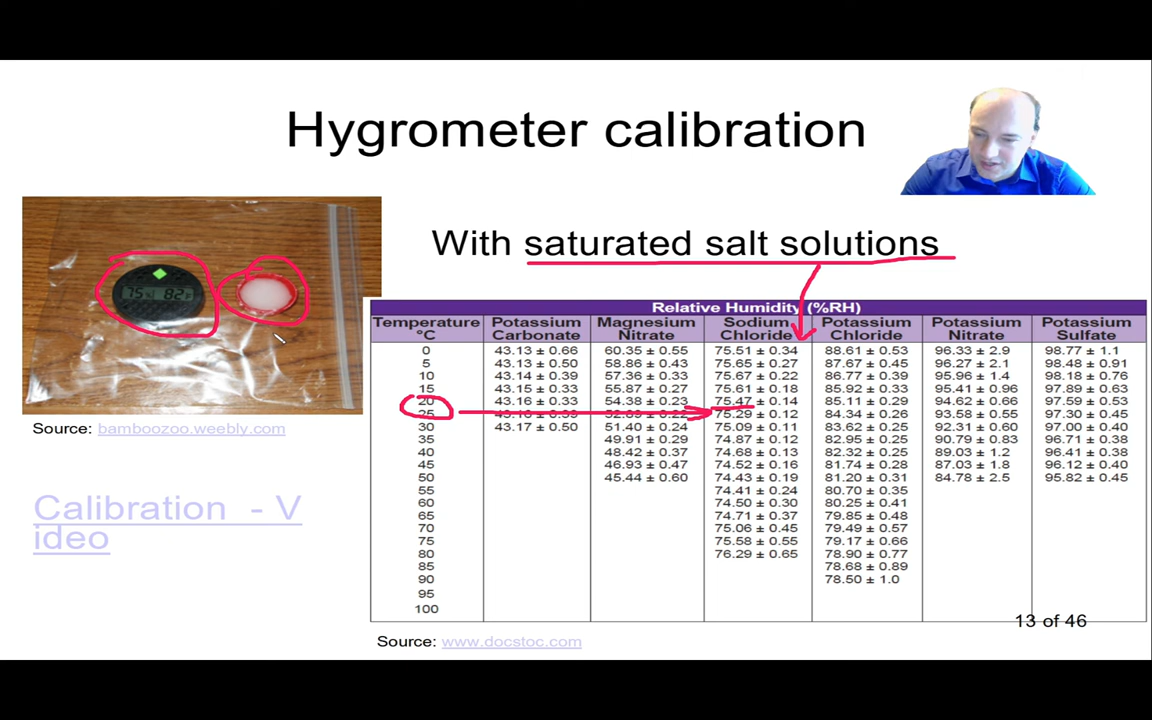 Hygrometer calibration
With saturated salt solutions
75% 82°F
Source: bamboozoo.weebly.com
Calibration - V
ideo
Relative Humidity (%RH)
Temperature °C Potassium Carbonate Magnesium Nitrate Sodium Chloride Potassium Chloride Potassium Nitrate Potassium Sulfate
0 43.13 ± 0.66 60.35 ± 0.55 75.51 ± 0.34 88.61 ± 0.53 96.33 ± 2.9 98.77 ± 1.1
5 43.13 ± 0.50 58.86 ± 0.43 75.65 ± 0.27 87.67 ± 0.45 96.27 ± 2.1 98.48 ± 0.91
10 43.14 ± 0.39 57.36 ± 0.33 75.67 ± 0.22 86.77 ± 0.39 95.96 ± 1.4 98.18 ± 0.76
15 43.15 ± 0.33 55.87 ± 0.27 75.61 ± 0.18 85.92 ± 0.33 95.41 ± 0.96 97.89 ± 0.63
20 43.16 ± 0.33 54.38 ± 0.23 75.47 ± 0.14 85.11 ± 0.29 94.62 ± 0.66 97.59 ± 0.53
25 43.16 ± 0.39 52.89 ± 0.22 75.29 ± 0.12 84.34 ± 0.26 93.58 ± 0.55 97.30 ± 0.45
30 43.17 ± 0.50 51.40 ± 0.24 75.09 ± 0.11 83.62 ± 0.25 92.31 ± 0.60 97.00 ± 0.40
35 49.91 ± 0.29 74.87 ± 0.12 82.95 ± 0.25 90.79 ± 0.83 96.71 ± 0.38
40 48.42 ± 0.37 74.68 ± 0.13 82.32 ± 0.25 89.03 ± 1.2 96.41 ± 0.38
45 46.93 ± 0.47 74.52 ± 0.16 81.74 ± 0.28 87.03 ± 1.8 96.12 ± 0.40
50 45.44 ± 0.60 74.43 ± 0.19 81.20 ± 0.31 84.78 ± 2.5 95.82 ± 0.45
55 74.41 ± 0.24 80.70 ± 0.35
60 74.50 ± 0.30 80.25 ± 0.41
65 74.71 ± 0.37 79.85 ± 0.48
70 75.06 ± 0.45 79.49 ± 0.57
75 75.58 ± 0.55 79.17 ± 0.66
80 76.29 ± 0.65 78.90 ± 0.77
85 78.68 ± 0.89
90 78.50 ± 1.0
95
100
13 of 46
Source: www.docstoc.com